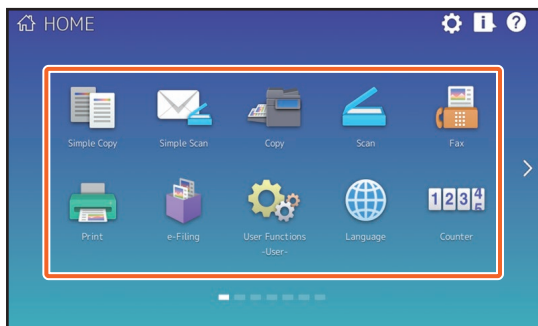 HOME
Simple Copy
Simple Scan
Copy
Scan
Fax
Print
e-Filing
User Functions
-User-
Language
Counter